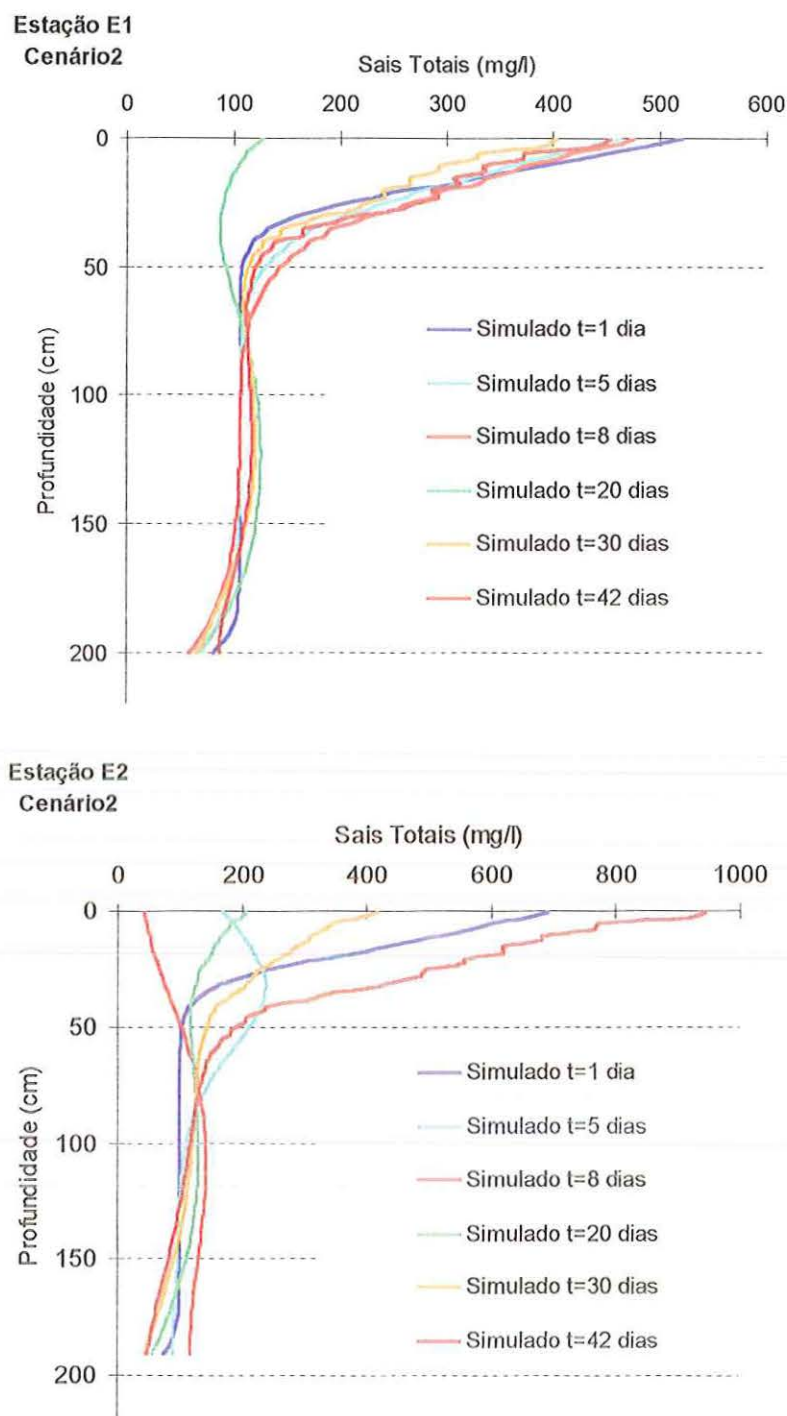 Estação E1
Cenário2
Sais Totais (mg/l)
0 100 200 300 400 500 600
0
50
100
150
200
Profundidade (cm)
Simulado t=1 dia
Simulado t=5 dias
Simulado t=8 dias
Simulado t=20 dias
Simulado t=30 dias
Simulado t=42 dias
Estação E2
Cenário2
Sais Totais (mg/l)
0 200 400 600 800 1000
0
50
100
150
200
Profundidade (cm)
Simulado t=1 dia
Simulado t=5 dias
Simulado t=8 dias
Simulado t=20 dias
Simulado t=30 dias
Simulado t=42 dias